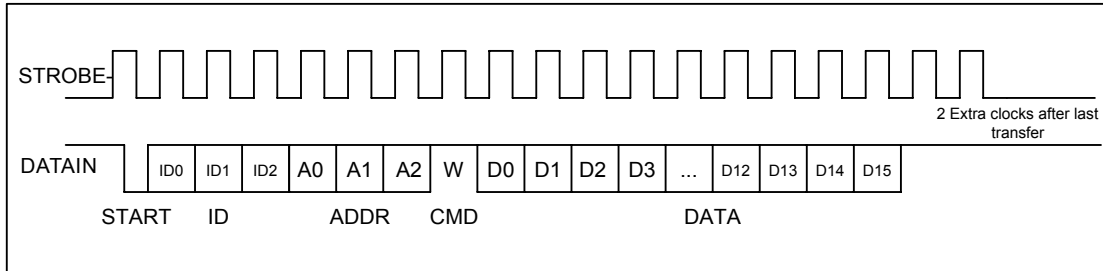 STROBE-
2 Extra clocks after last
transfer
DATAIN ID0 ID1 ID2 A0 A1 A2 W D0 D1 D2 D3 ... D12 D13 D14 D15
START ID ADDR CMD DATA